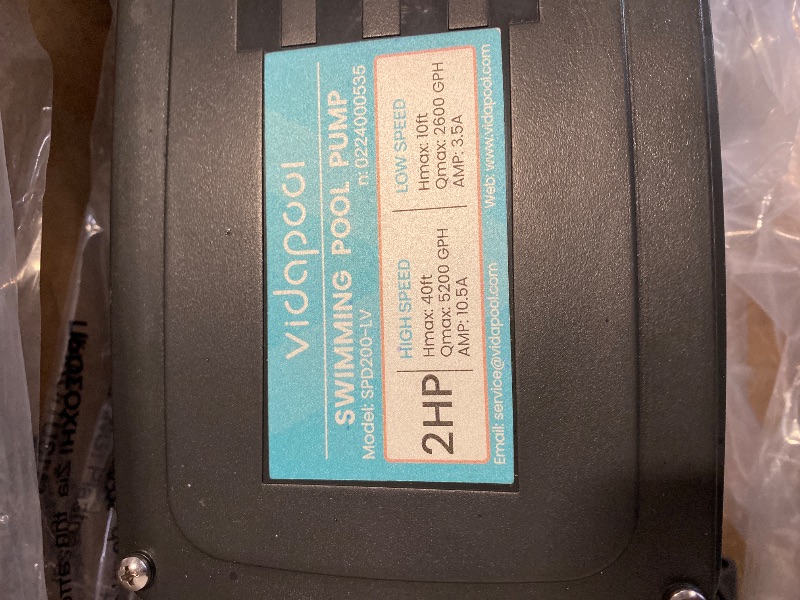 vidapool
SWIMMING POOL PUMP
Model: SPD200-LV n: 0224000535
2HP
HIGH SPEED
Hmax: 40ft
Qmax: 5200 GPH
AMP: 10.5A
LOW SPEED
Hmax: 10ft
Qmax: 2600 GPH
AMP: 3.5A
Email: service@vidapool.com Web: www.vidapool.com